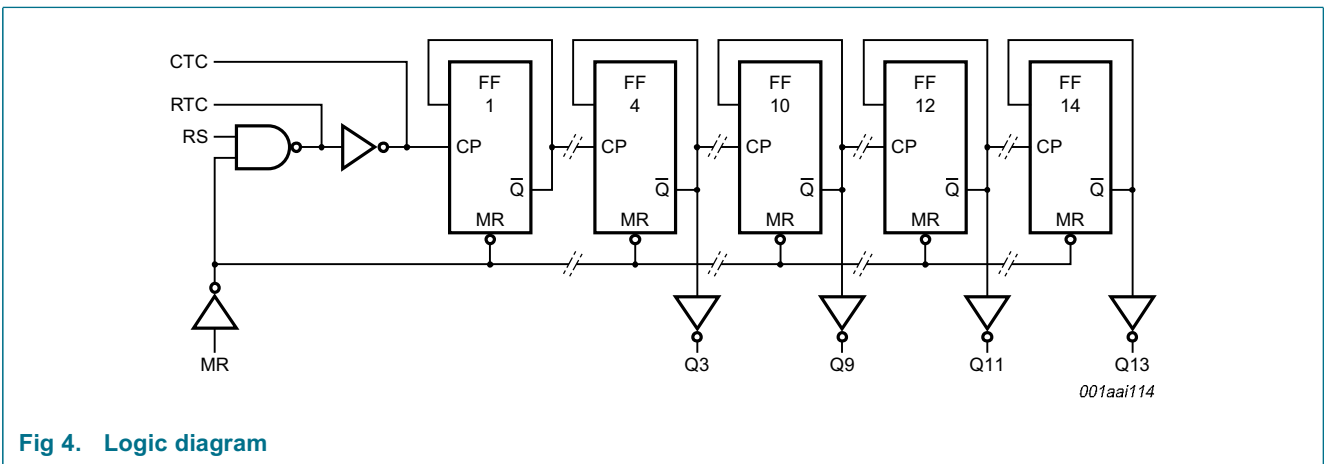 CTC
RTC
RS
FF
1
CP
Q
MR
FF
4
CP
Q
MR
FF
10
CP
Q
MR
FF
12
CP
Q
MR
FF
14
CP
Q
MR
MR
Q3
Q9
Q11
Q13
001aai114
Fig 4. Logic diagram